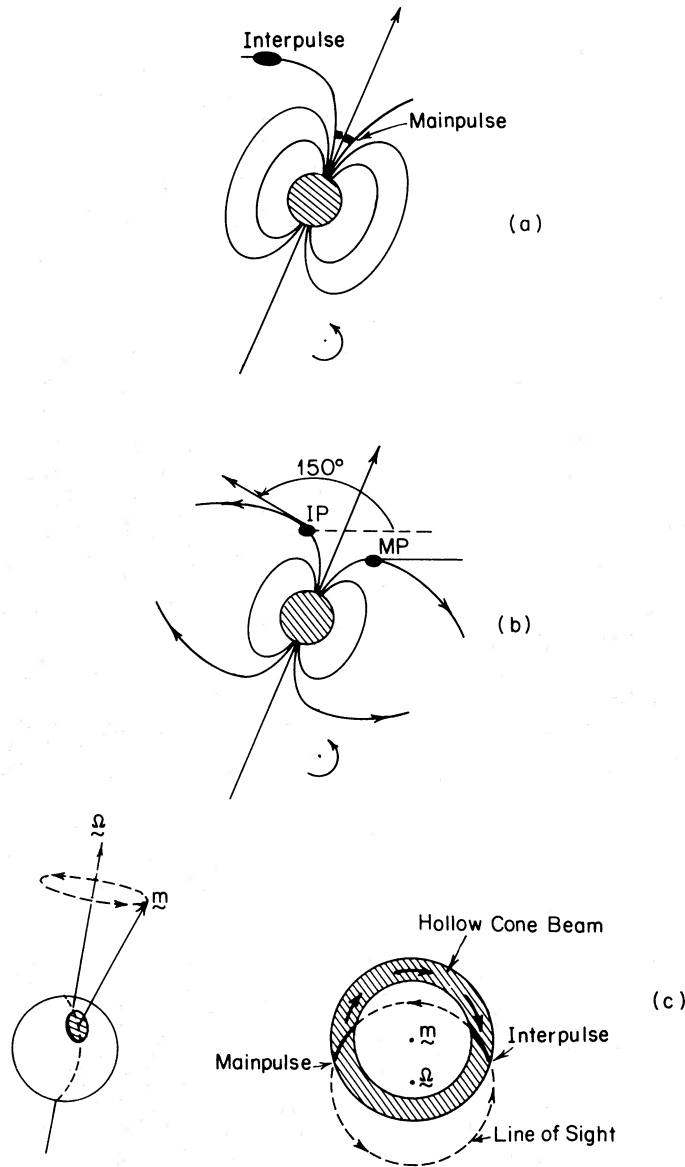 Interpulse
Mainpulse
(a)
150°
IP
MP
(b)
Ω
m
Hollow Cone Beam
(c)
m
Mainpulse
Interpulse
Ω
Line of Sight